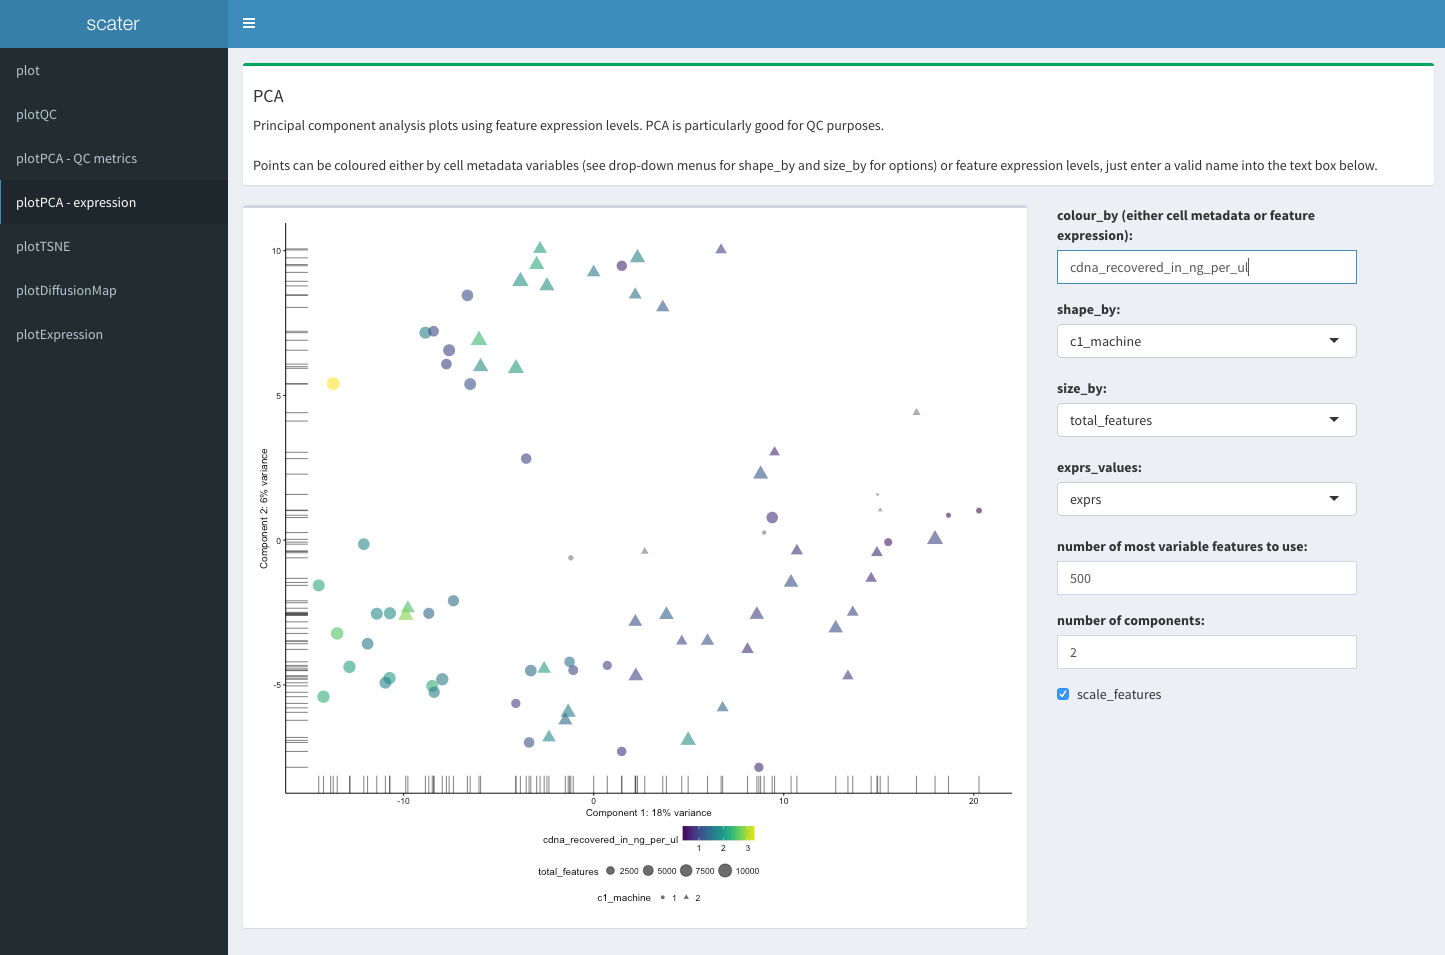 scater
plot
plotQC
plotPCA - QC metrics
plotPCA - expression
plotTSNE
plotDiffusionMap
plotExpression
PCA
Principal component analysis plots using feature expression levels. PCA is particularly good for QC purposes.
Points can be coloured either by cell metadata variables (see drop-down menus for shape_by and size_by for options) or feature expression levels, just enter a valid name into the text box below.
10
5
0
-5
Component 2: 6% variance
-10
0
10
20
Component 1: 18% variance
cdna_recovered_in_ng_per_ul
1 2 3
total_features 2500 5000 7500 10000
c1_machine 1 2
colour_by (either cell metadata or feature
expression):
cdna_recovered_in_ng_per_ul
shape_by:
c1_machine
size_by:
total_features
exprs_values:
exprs
number of most variable features to use:
500
number of components:
2
scale_features